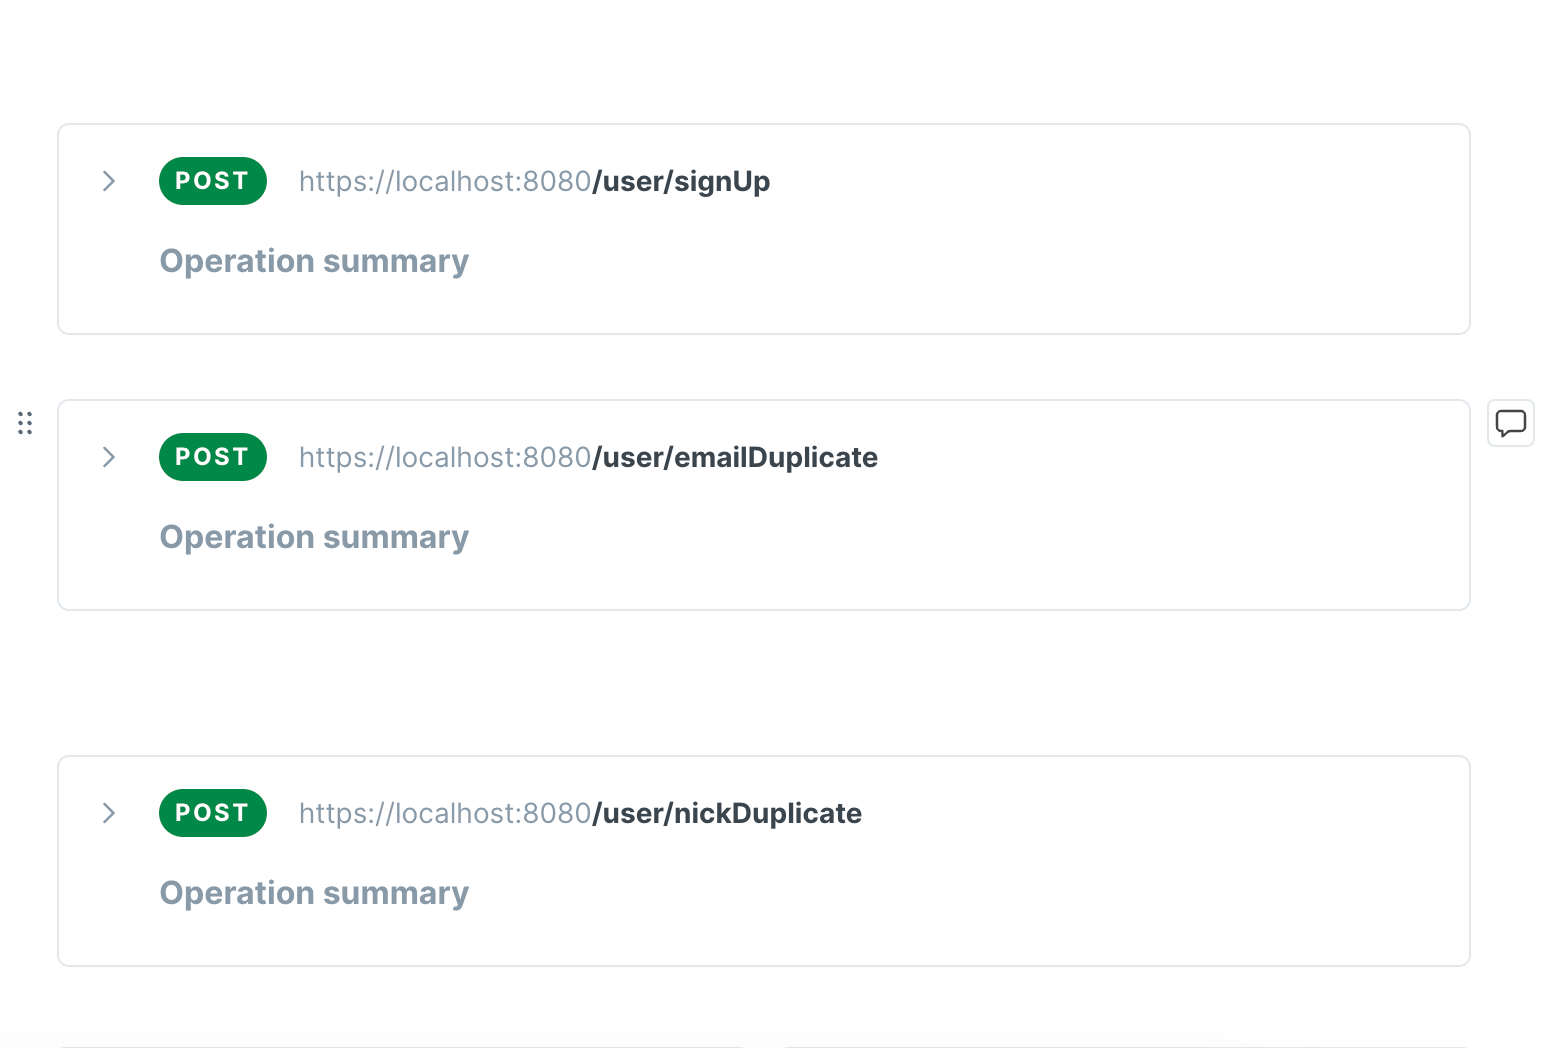 POST https://localhost:8080/user/signUp
Operation summary
POST https://localhost:8080/user/emailDuplicate
Operation summary
POST https://localhost:8080/user/nickDuplicate
Operation summary